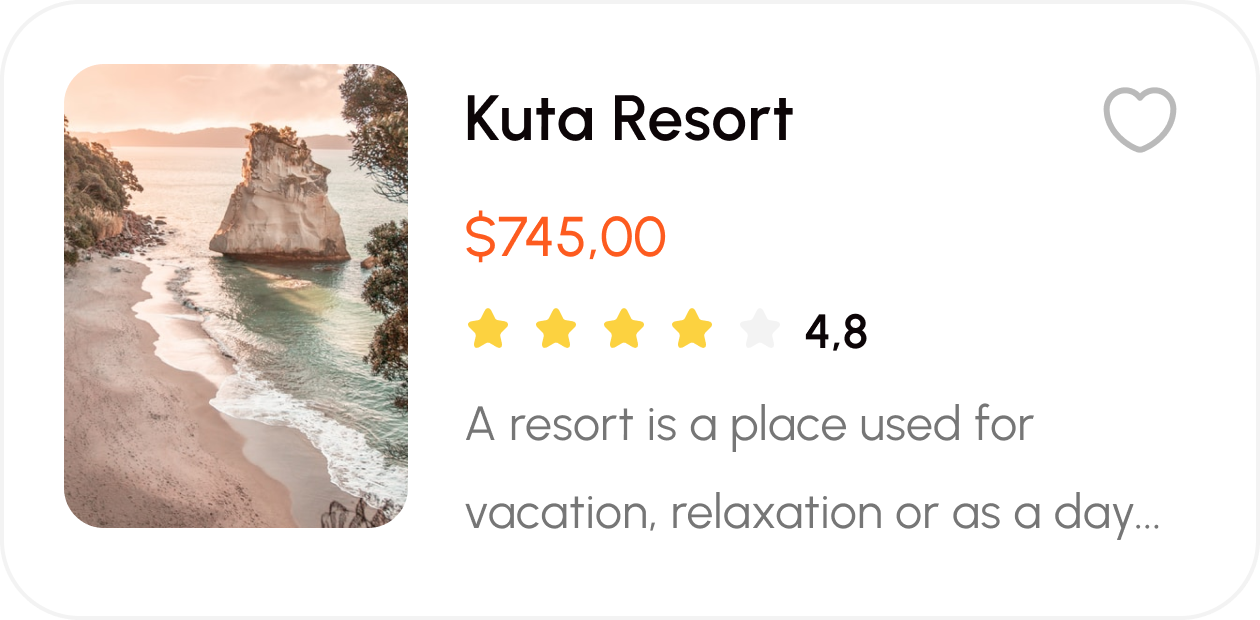 Kuta Resort
$745,00
4,8
A resort is a place used for
vacation, relaxation or as a day...